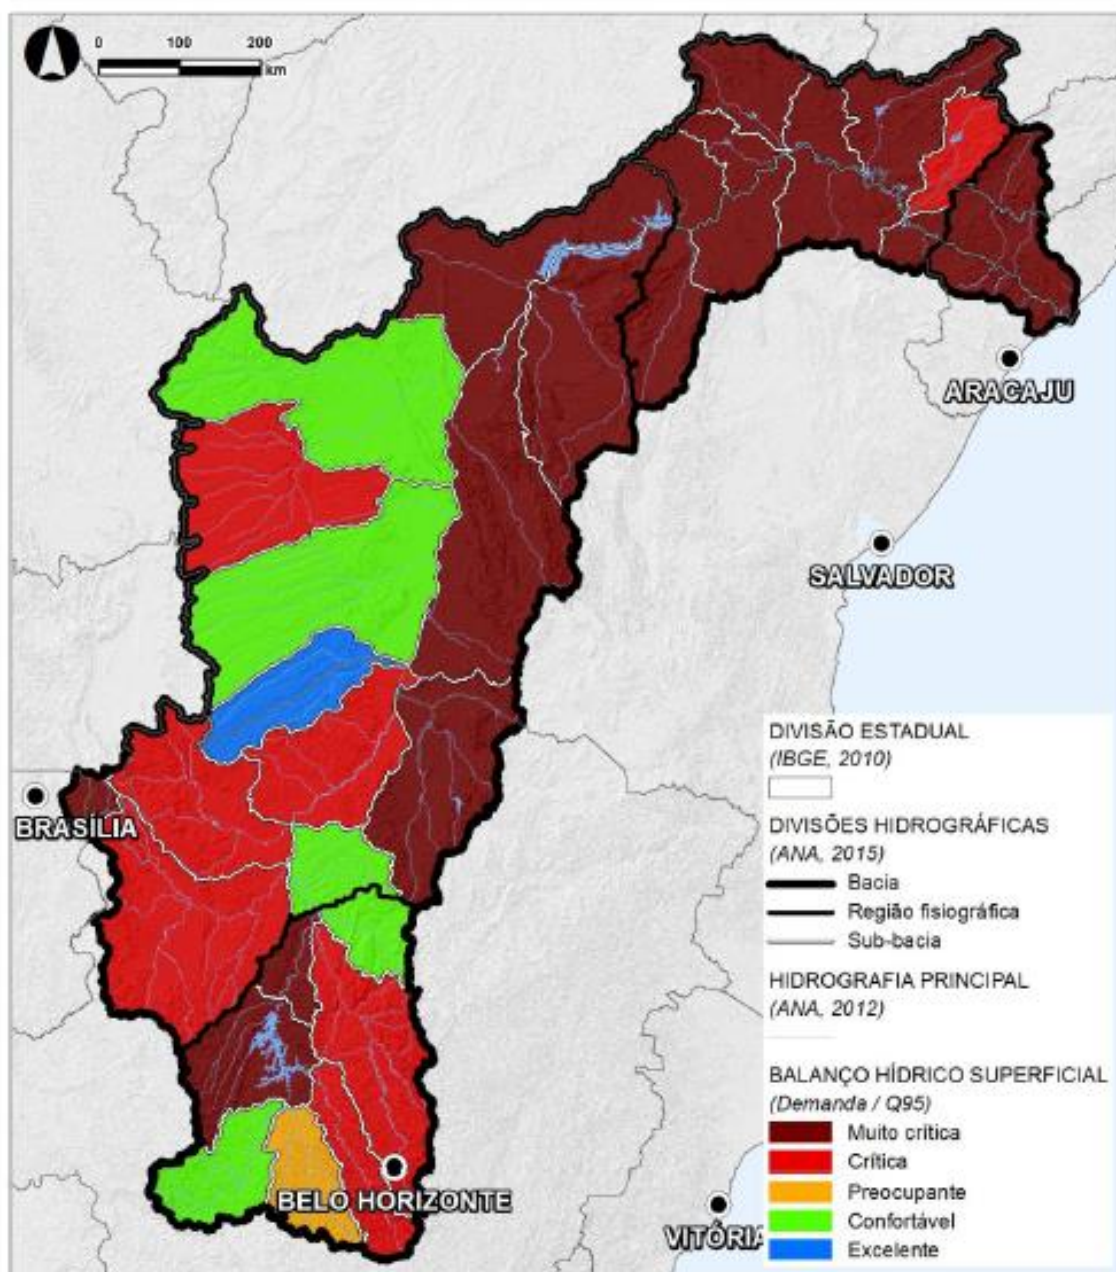 0 100 200
km
ARACAJU
SALVADOR
BRASÍLIA
BELO HORIZONTE
VITÓRIA
DIVISÃO ESTADUAL
(IBGE, 2010)
DIVISÕES HIDROGRÁFICAS
(ANA, 2015)
Bacia
Região fisiográfica
Sub-bacia
HIDROGRAFIA PRINCIPAL
(ANA, 2012)
BALANÇO HÍDRICO SUPERFICIAL
(Demanda / Q95)
Muito crítica
Crítica
Preocupante
Confortável
Excelente